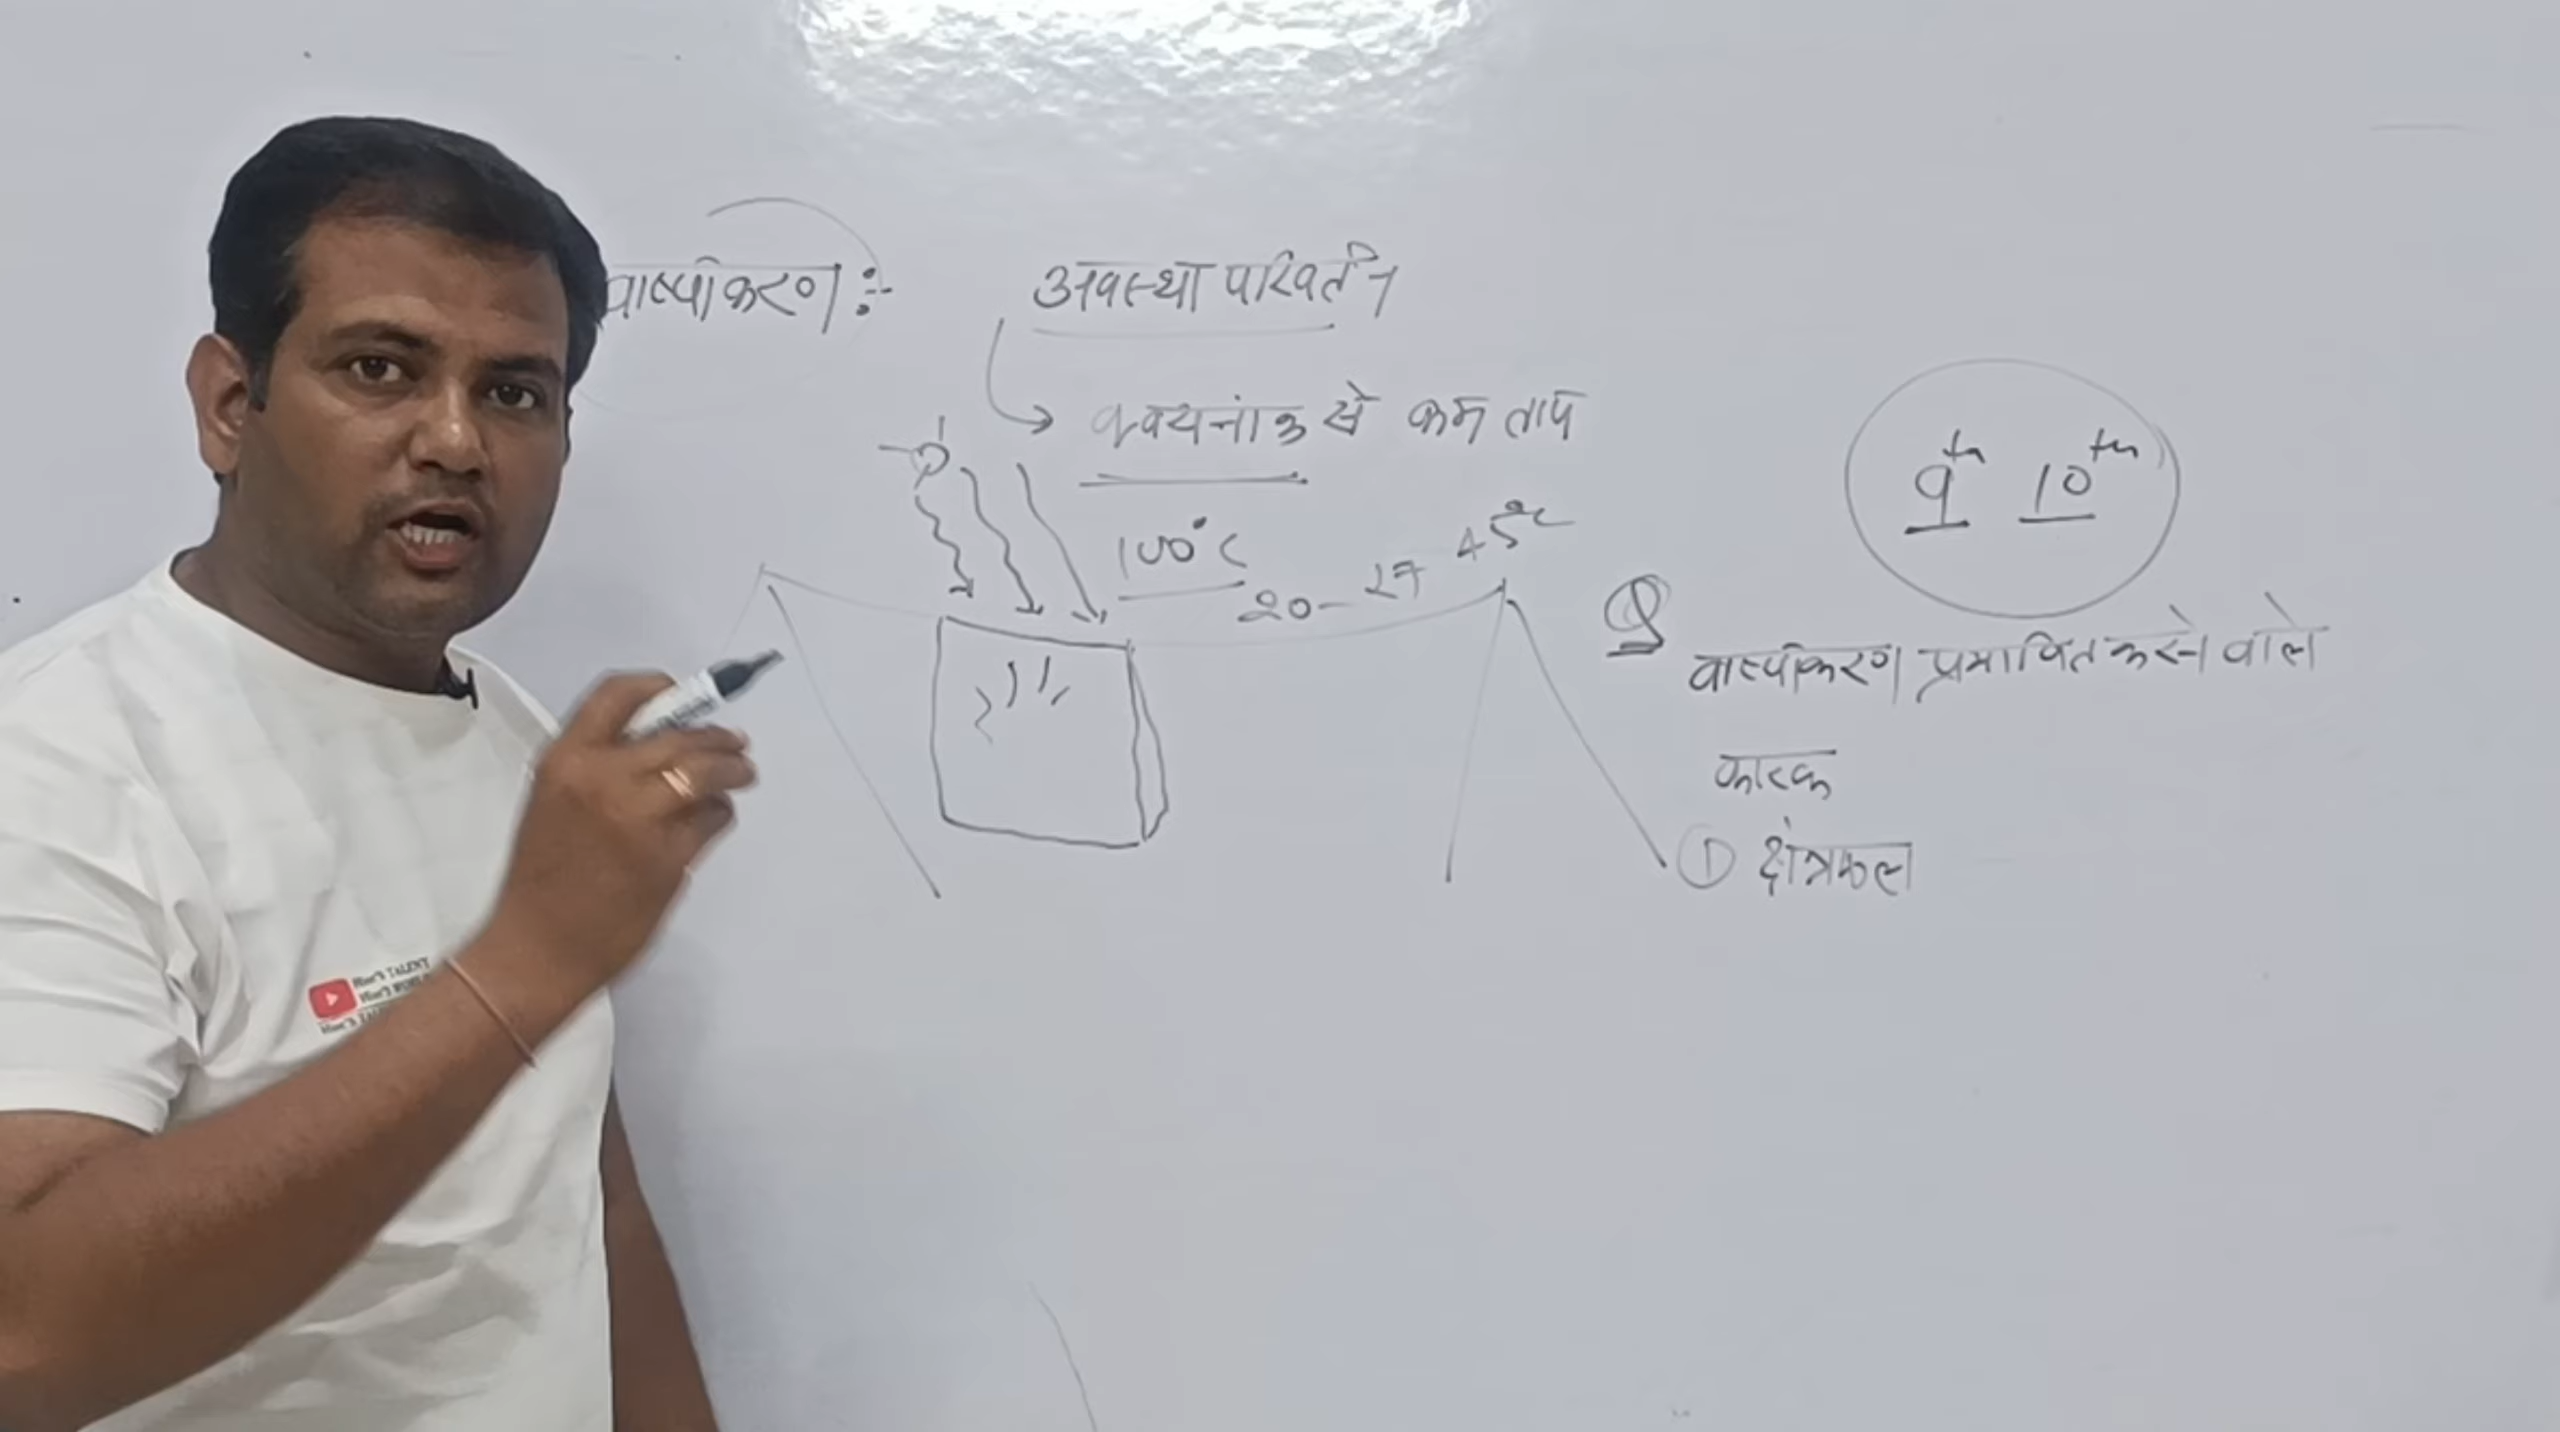 वाष्पीकरण :-
अवस्था परिवर्तन
क्वथनांक से कम ताप
100°C
20 - 27 45°C
9th 10th
Q
वाष्पीकरण प्रभावित करने वाले
कारक
① क्षेत्रफल